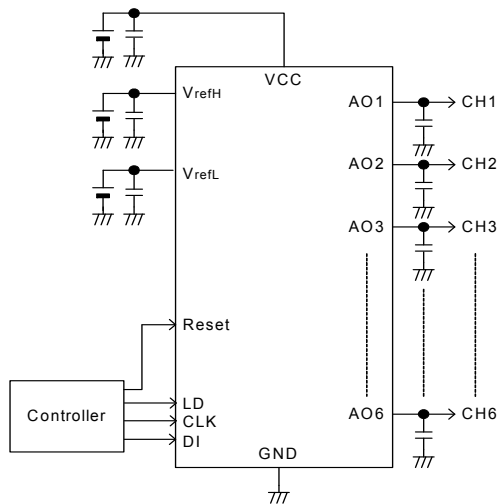 VCC
VrefH
AO1
CH1
VrefL
AO2
CH2
AO3
CH3
Reset
Controller
LD
CLK
DI
AO6
CH6
GND